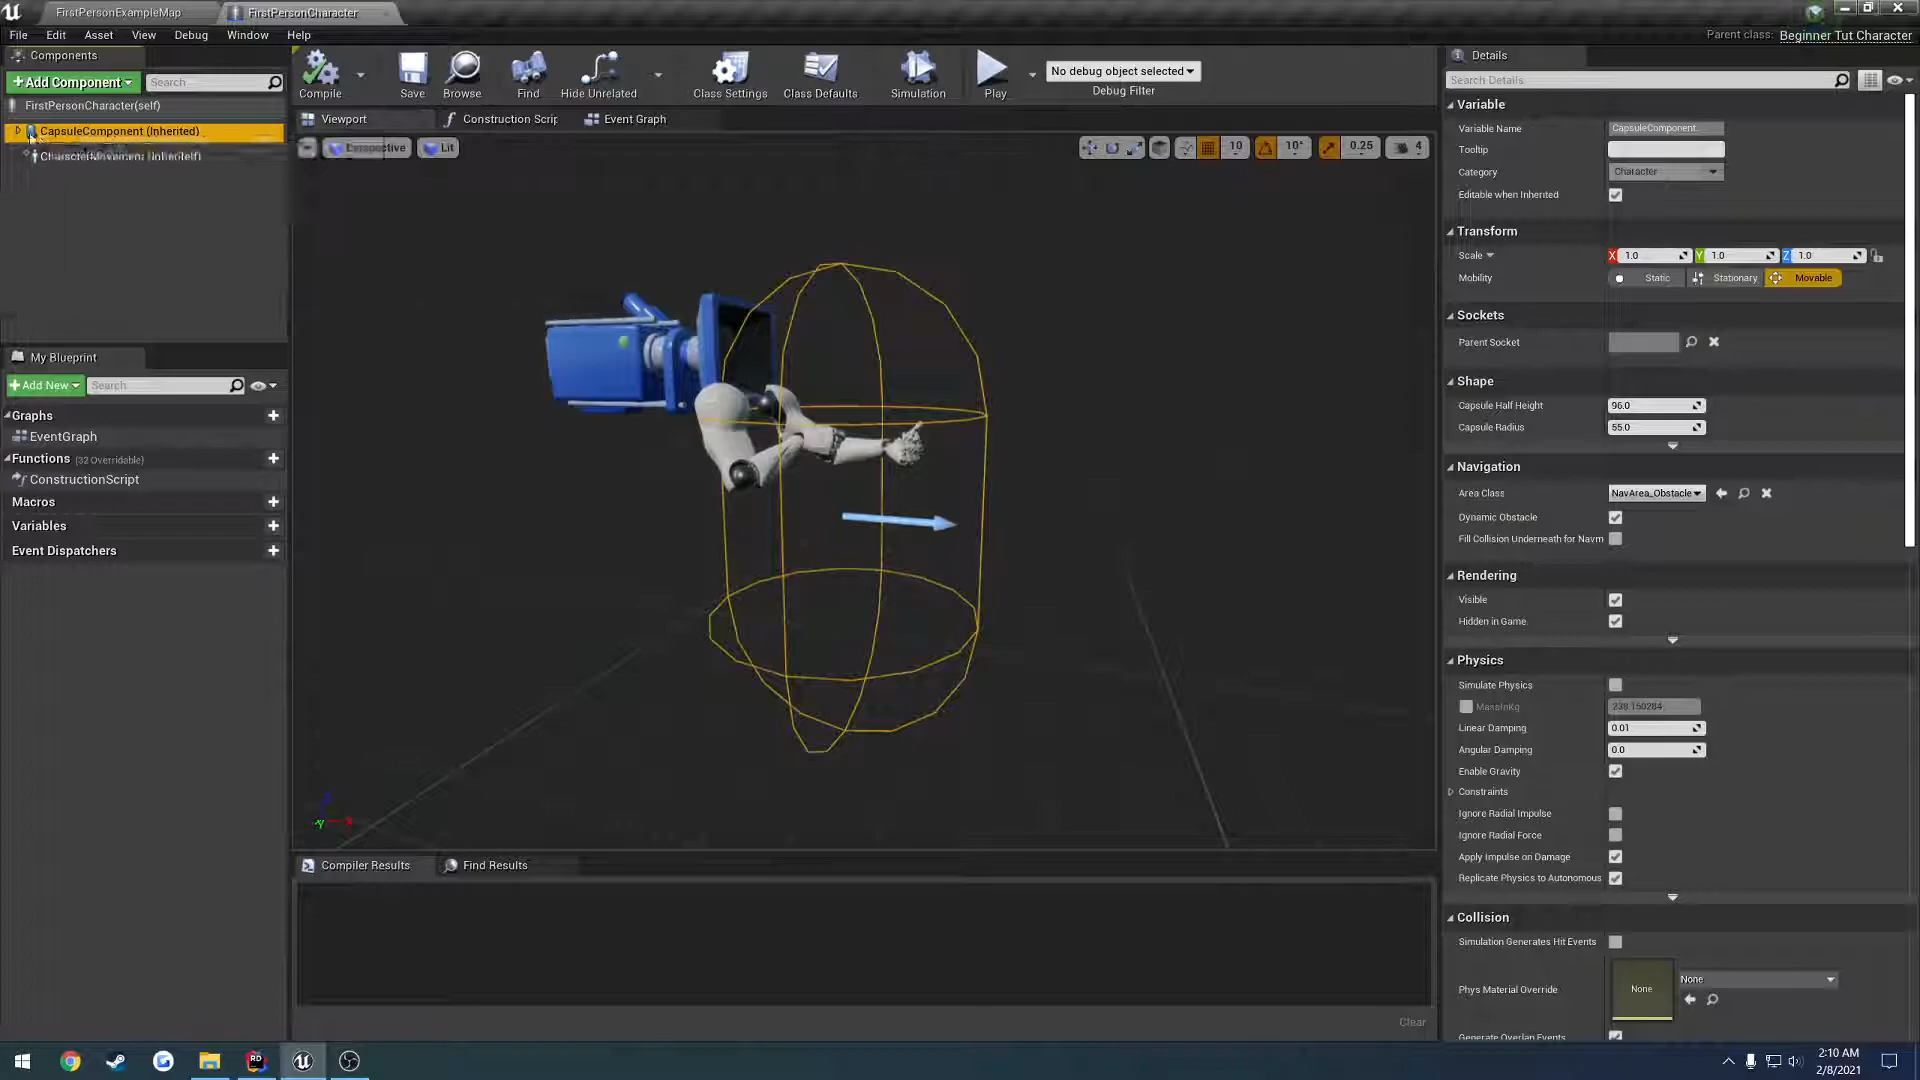 FirstPersonExampleMap
FirstPersonCharacter
File Edit Asset View Debug Window Help
Parent class: Beginner Tut Character
Components
+Add Component
Search
FirstPersonCharacter(self)
CapsuleComponent (Inherited)
CharacterMovement (Inherited)
My Blueprint
+Add New
Search
Graphs
EventGraph
Functions (32 Overridable)
ConstructionScript
Macros
Variables
Event Dispatchers
Compile
Save
Browse
Find
Hide Unrelated
Class Settings
Class Defaults
Simulation
Play
No debug object selected
Debug Filter
Viewport
Construction Scrip
Event Graph
Perspective
Lit
10
10°
0.25
4
Compiler Results
Find Results
Clear
Details
Search Details
Variable
Variable Name CapsuleComponent
Tooltip
Category Character
Editable when Inherited
Transform
Scale X 1.0 Y 1.0 Z 1.0
Mobility Static Stationary Movable
Sockets
Parent Socket
Shape
Capsule Half Height 96.0
Capsule Radius 55.0
Navigation
Area Class NavArea_Obstacle
Dynamic Obstacle
Fill Collision Underneath for Navm
Rendering
Visible
Hidden in Game
Physics
Simulate Physics
MassInKg 238.150284
Linear Damping 0.01
Angular Damping 0.0
Enable Gravity
Constraints
Ignore Radial Impulse
Ignore Radial Force
Apply Impulse on Damage
Replicate Physics to Autonomous
Collision
Simulation Generates Hit Events
Phys Material Override None None
Generate Overlap Events
2:10 AM
2/8/2021